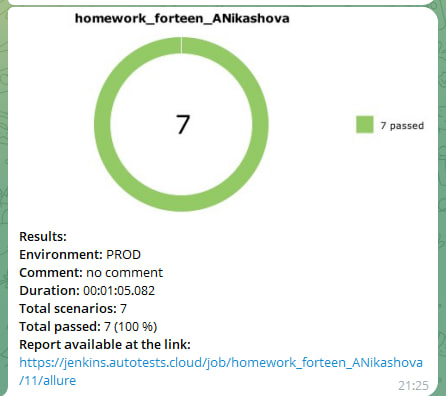 homework_forteen_ANikashova
7
7 passed
Results:
Environment: PROD
Comment: no comment
Duration: 00:01:05.082
Total scenarios: 7
Total passed: 7 (100 %)
Report available at the link:
https://jenkins.autotests.cloud/job/homework_forteen_ANikashova
/11/allure
21:25